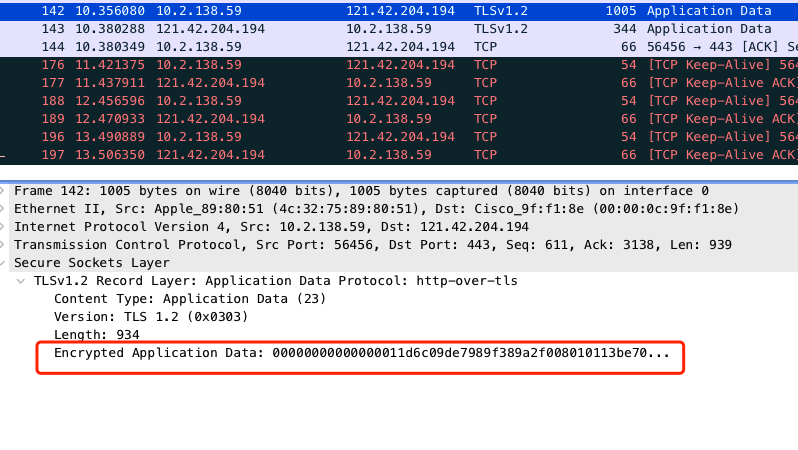 142 10.356080 10.2.138.59 121.42.204.194 TLSv1.2 1005 Application Data
143 10.380288 121.42.204.194 10.2.138.59 TLSv1.2 344 Application Data
144 10.380349 10.2.138.59 121.42.204.194 TCP 66 56456 → 443 [ACK] Se
176 11.421375 10.2.138.59 121.42.204.194 TCP 54 [TCP Keep-Alive] 564
177 11.437911 121.42.204.194 10.2.138.59 TCP 66 [TCP Keep-Alive ACK]
188 12.456596 10.2.138.59 121.42.204.194 TCP 54 [TCP Keep-Alive] 564
189 12.470933 121.42.204.194 10.2.138.59 TCP 66 [TCP Keep-Alive ACK]
196 13.490889 10.2.138.59 121.42.204.194 TCP 54 [TCP Keep-Alive] 564
197 13.506350 121.42.204.194 10.2.138.59 TCP 66 [TCP Keep-Alive ACK]
Frame 142: 1005 bytes on wire (8040 bits), 1005 bytes captured (8040 bits) on interface 0
Ethernet II, Src: Apple_89:80:51 (4c:32:75:89:80:51), Dst: Cisco_9f:f1:8e (00:00:0c:9f:f1:8e)
Internet Protocol Version 4, Src: 10.2.138.59, Dst: 121.42.204.194
Transmission Control Protocol, Src Port: 56456, Dst Port: 443, Seq: 611, Ack: 3138, Len: 939
Secure Sockets Layer
TLSv1.2 Record Layer: Application Data Protocol: http-over-tls
Content Type: Application Data (23)
Version: TLS 1.2 (0x0303)
Length: 934
Encrypted Application Data: 00000000000000011d6c09de7989f389a2f008010113be70...